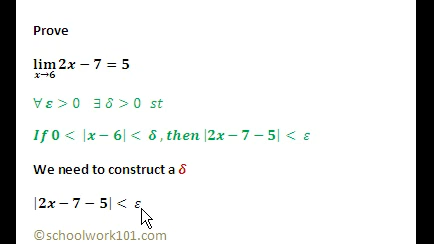 Prove
lim 2x − 7 = 5
x→6
∀ ε > 0 ∃ δ > 0 st
If 0 < |x − 6| < δ , then |2x − 7 − 5| < ε
We need to construct a δ
|2x − 7 − 5| < ε
©schoolwork101.com